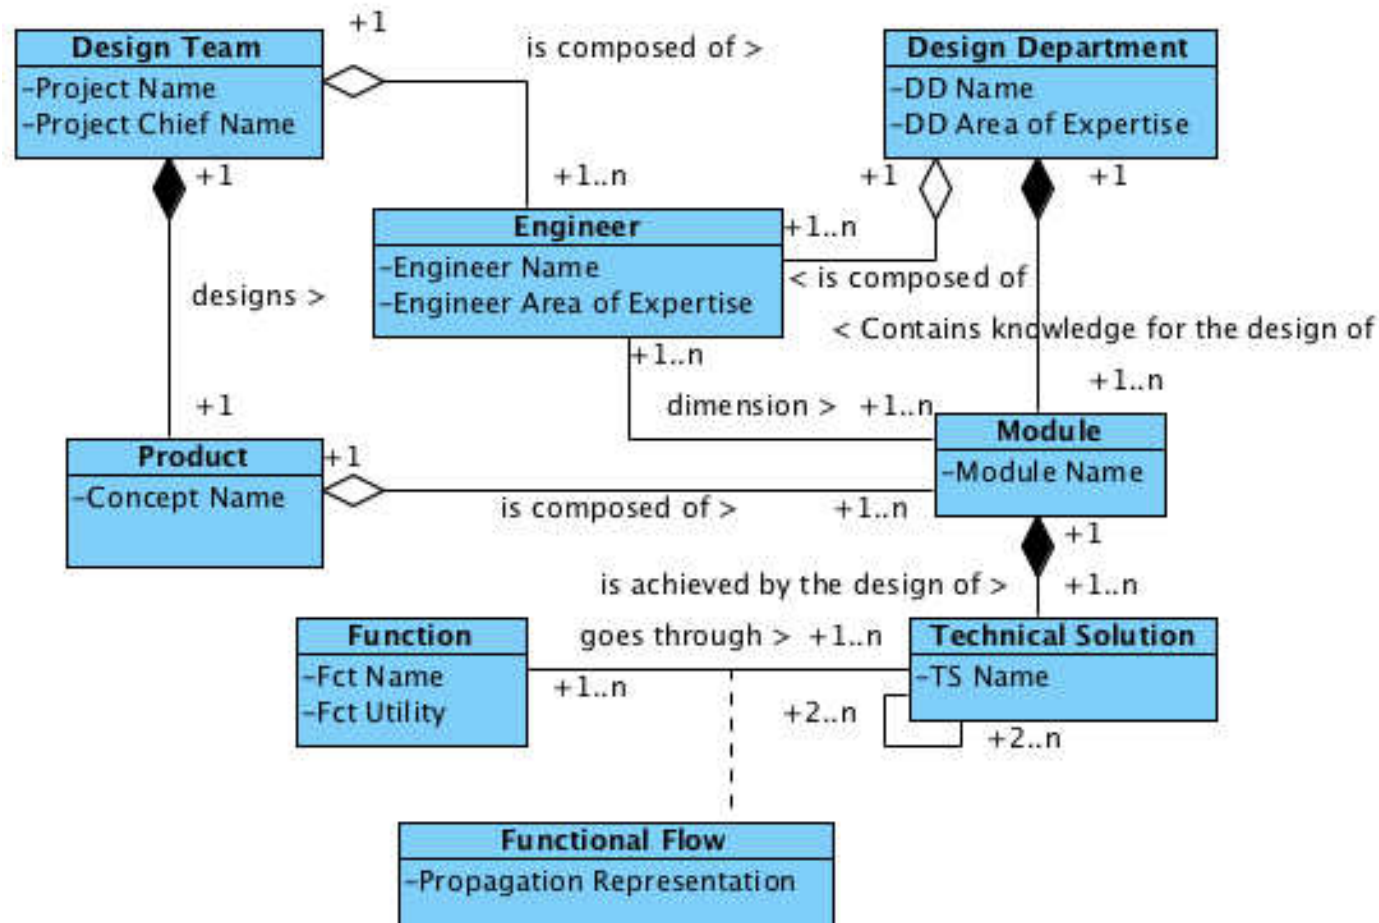 +1
is composed of >
Design Team
-Project Name
-Project Chief Name
Design Department
-DD Name
-DD Area of Expertise
+1
+1..n
+1
+1
Engineer
-Engineer Name
-Engineer Area of Expertise
+1..n
< is composed of
designs >
< Contains knowledge for the design of
+1..n
+1..n
dimension >
+1..n
+1
Product
-Concept Name
+1
Module
-Module Name
is composed of >
+1..n
+1
is achieved by the design of >
+1..n
Function
-Fct Name
-Fct Utility
goes through >
+1..n
Technical Solution
-TS Name
+1..n
+2..n
+2..n
Functional Flow
-Propagation Representation